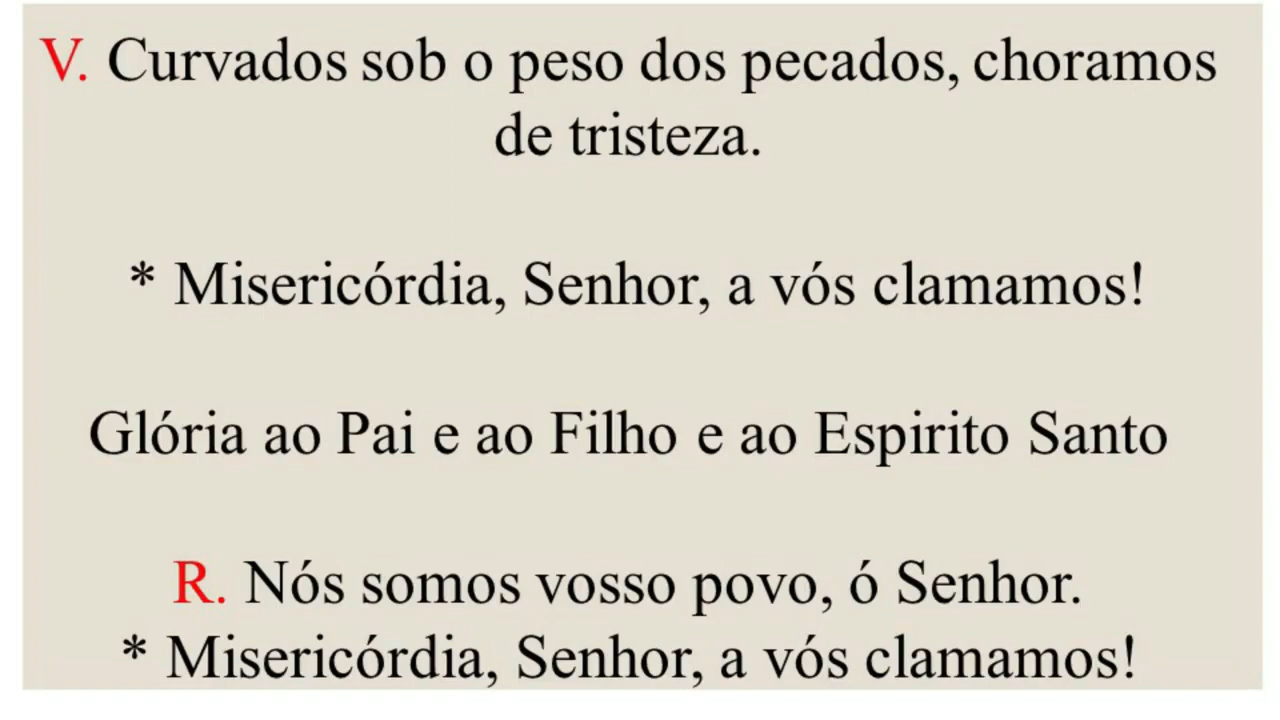 V. Curvados sob o peso dos pecados, choramos
de tristeza.
* Misericórdia, Senhor, a vós clamamos!
Glória ao Pai e ao Filho e ao Espirito Santo
R. Nós somos vosso povo, ó Senhor.
* Misericórdia, Senhor, a vós clamamos!